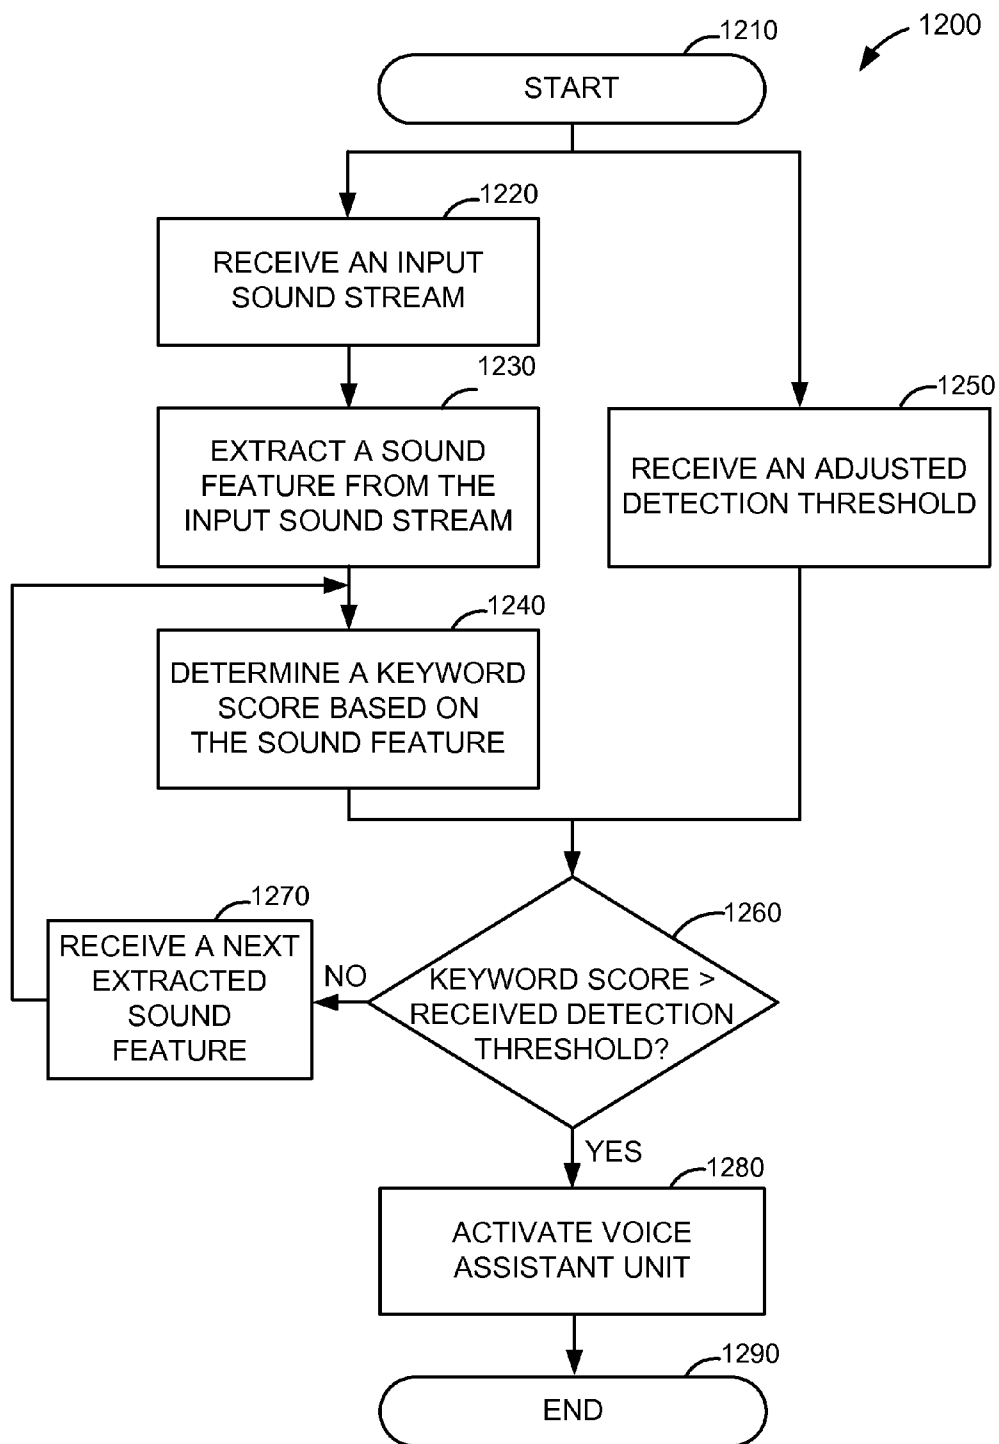 1200
1210
START
1220
RECEIVE AN INPUT
SOUND STREAM
1230
EXTRACT A SOUND
FEATURE FROM THE
INPUT SOUND STREAM
1250
RECEIVE AN ADJUSTED
DETECTION THRESHOLD
1240
DETERMINE A KEYWORD
SCORE BASED ON
THE SOUND FEATURE
1270
RECEIVE A NEXT
EXTRACTED
SOUND
FEATURE
NO
1260
KEYWORD SCORE >
RECEIVED DETECTION
THRESHOLD?
YES
1280
ACTIVATE VOICE
ASSISTANT UNIT
1290
END